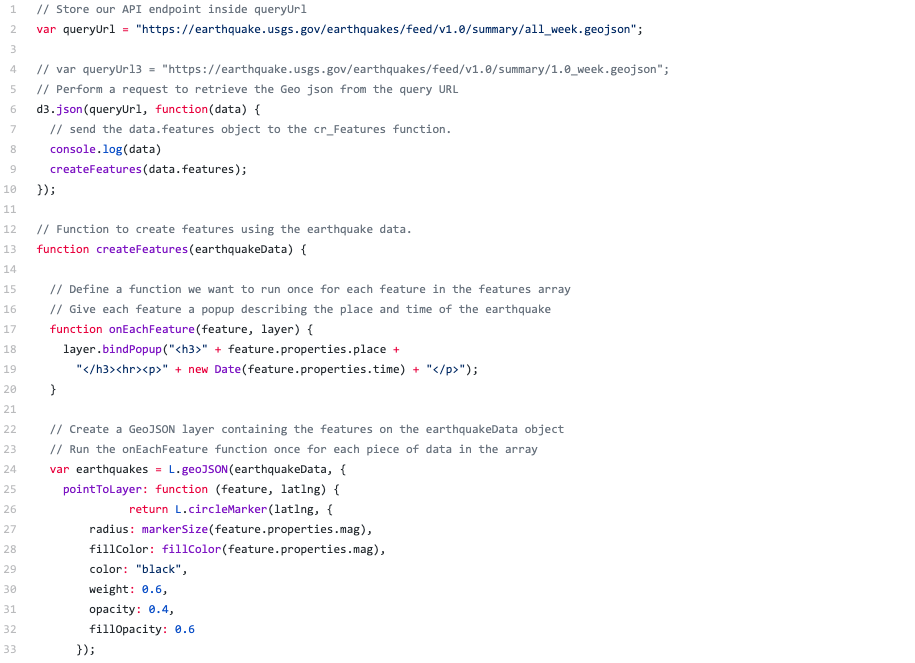 1 // Store our API endpoint inside queryUrl
2 var queryUrl = "https://earthquake.usgs.gov/earthquakes/feed/v1.0/summary/all_week.geojson";
3
4 // var queryUrl3 = "https://earthquake.usgs.gov/earthquakes/feed/v1.0/summary/1.0_week.geojson";
5 // Perform a request to retrieve the Geo json from the query URL
6 d3.json(queryUrl, function(data) {
7   // send the data.features object to the cr_Features function.
8   console.log(data)
9   createFeatures(data.features);
10 });
11
12 // Function to create features using the earthquake data.
13 function createFeatures(earthquakeData) {
14
15   // Define a function we want to run once for each feature in the features array
16   // Give each feature a popup describing the place and time of the earthquake
17   function onEachFeature(feature, layer) {
18     layer.bindPopup("<h3>" + feature.properties.place +
19       "</h3><hr><p>" + new Date(feature.properties.time) + "</p>");
20   }
21
22   // Create a GeoJSON layer containing the features on the earthquakeData object
23   // Run the onEachFeature function once for each piece of data in the array
24   var earthquakes = L.geoJSON(earthquakeData, {
25     pointToLayer: function (feature, latlng) {
26               return L.circleMarker(latlng, {
27         radius: markerSize(feature.properties.mag),
28         fillColor: fillColor(feature.properties.mag),
29         color: "black",
30         weight: 0.6,
31         opacity: 0.4,
32         fillOpacity: 0.6
33       });